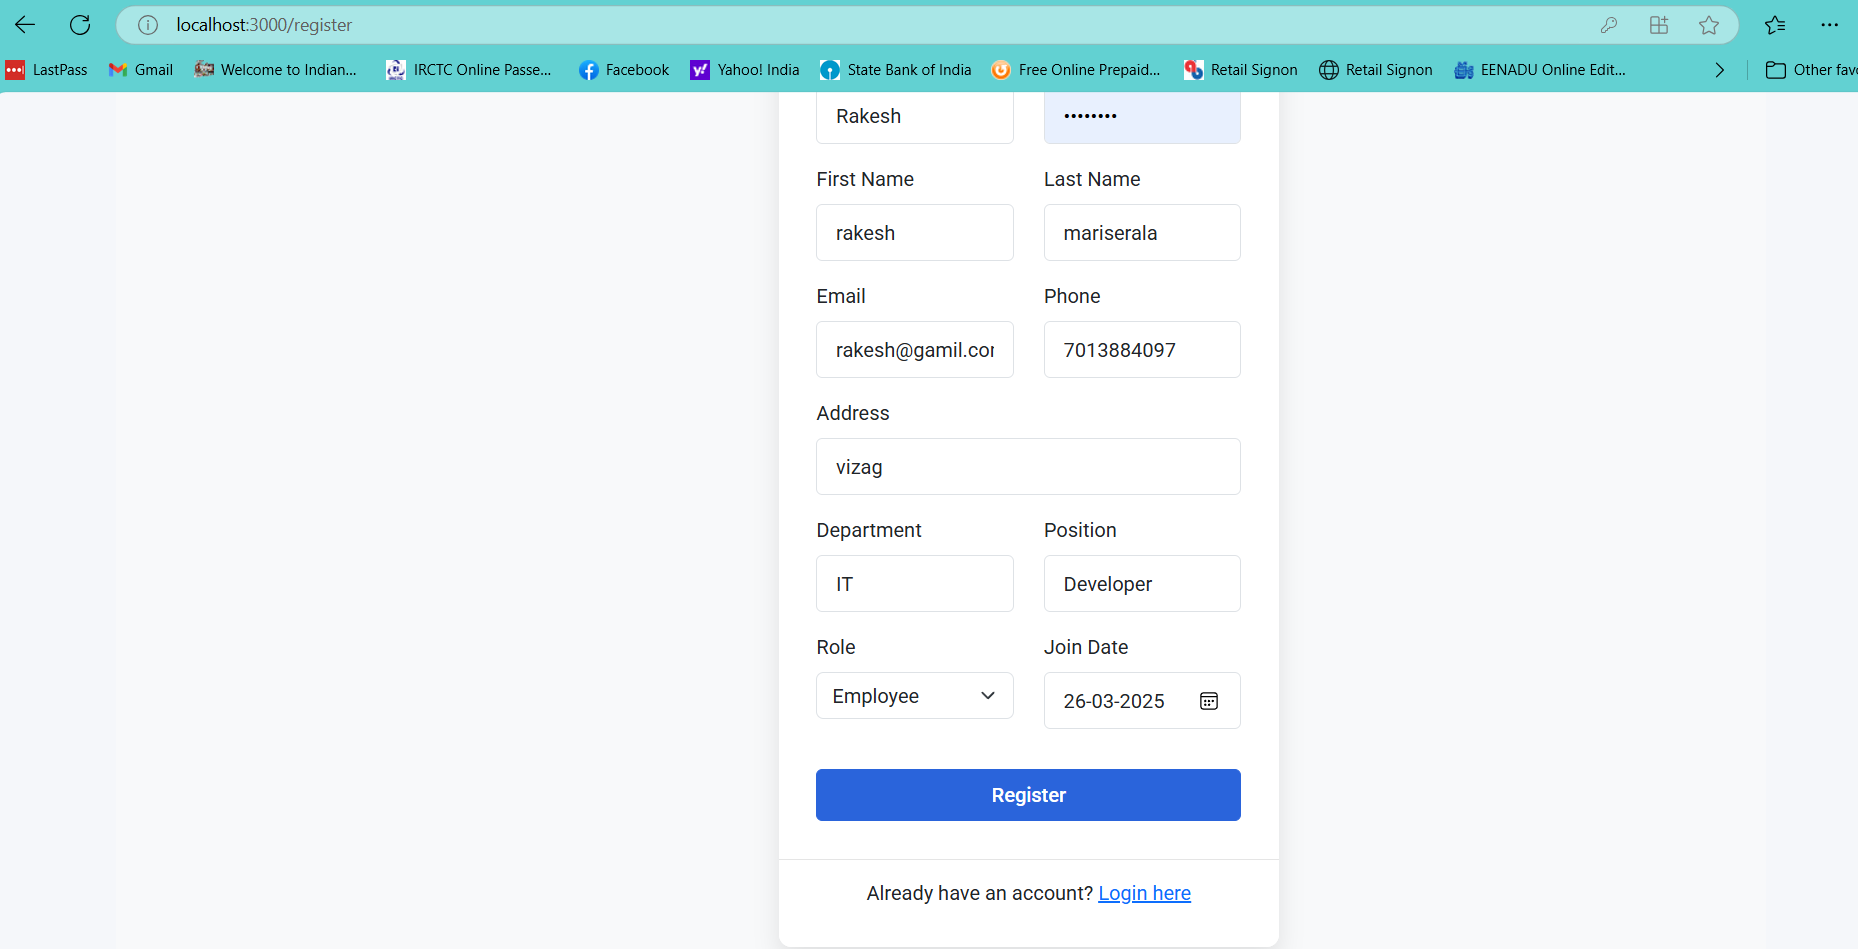 localhost:3000/register
LastPass Gmail Welcome to Indian... IRCTC Online Passe... Facebook Yahoo! India State Bank of India Free Online Prepaid... Retail Signon Retail Signon EENADU Online Edit... Other favo
Rakesh ••••••••
First Name Last Name
rakesh mariserala
Email Phone
rakesh@gamil.com 7013884097
Address
vizag
Department Position
IT Developer
Role Join Date
Employee 26-03-2025
Register
Already have an account? Login here